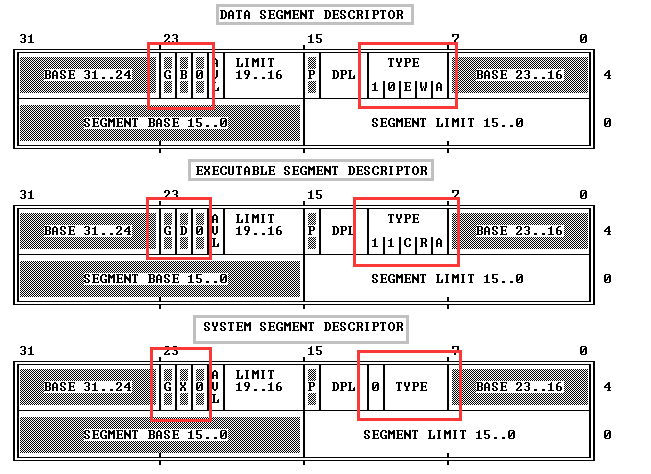 DATA SEGMENT DESCRIPTOR
31 23 15 7 0
BASE 31..24 G B 0 AVL LIMIT 19..16 P DPL TYPE 1 0 E W A BASE 23..16 4
SEGMENT BASE 15..0 SEGMENT LIMIT 15..0 0
EXECUTABLE SEGMENT DESCRIPTOR
31 23 15 7 0
BASE 31..24 G D 0 AVL LIMIT 19..16 P DPL TYPE 1 1 C R A BASE 23..16 4
SEGMENT BASE 15..0 SEGMENT LIMIT 15..0 0
SYSTEM SEGMENT DESCRIPTOR
31 23 15 7 0
BASE 31..24 G X 0 AVL LIMIT 19..16 P DPL 0 TYPE BASE 23..16 4
SEGMENT BASE 15..0 SEGMENT LIMIT 15..0 0